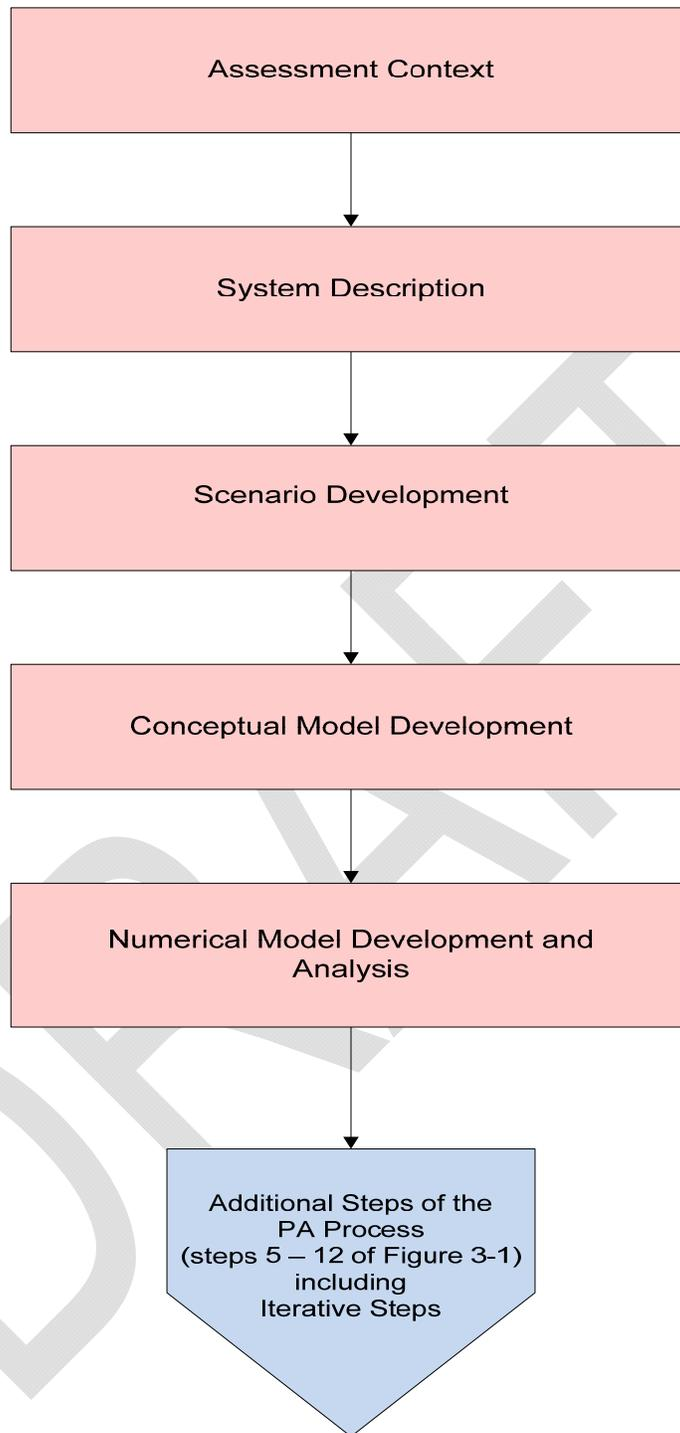 Assessment Context
System Description
Scenario Development
Conceptual Model Development
Numerical Model Development and
Analysis
Additional Steps of the
PA Process
(steps 5 – 12 of Figure 3-1)
including
Iterative Steps
DRAFT